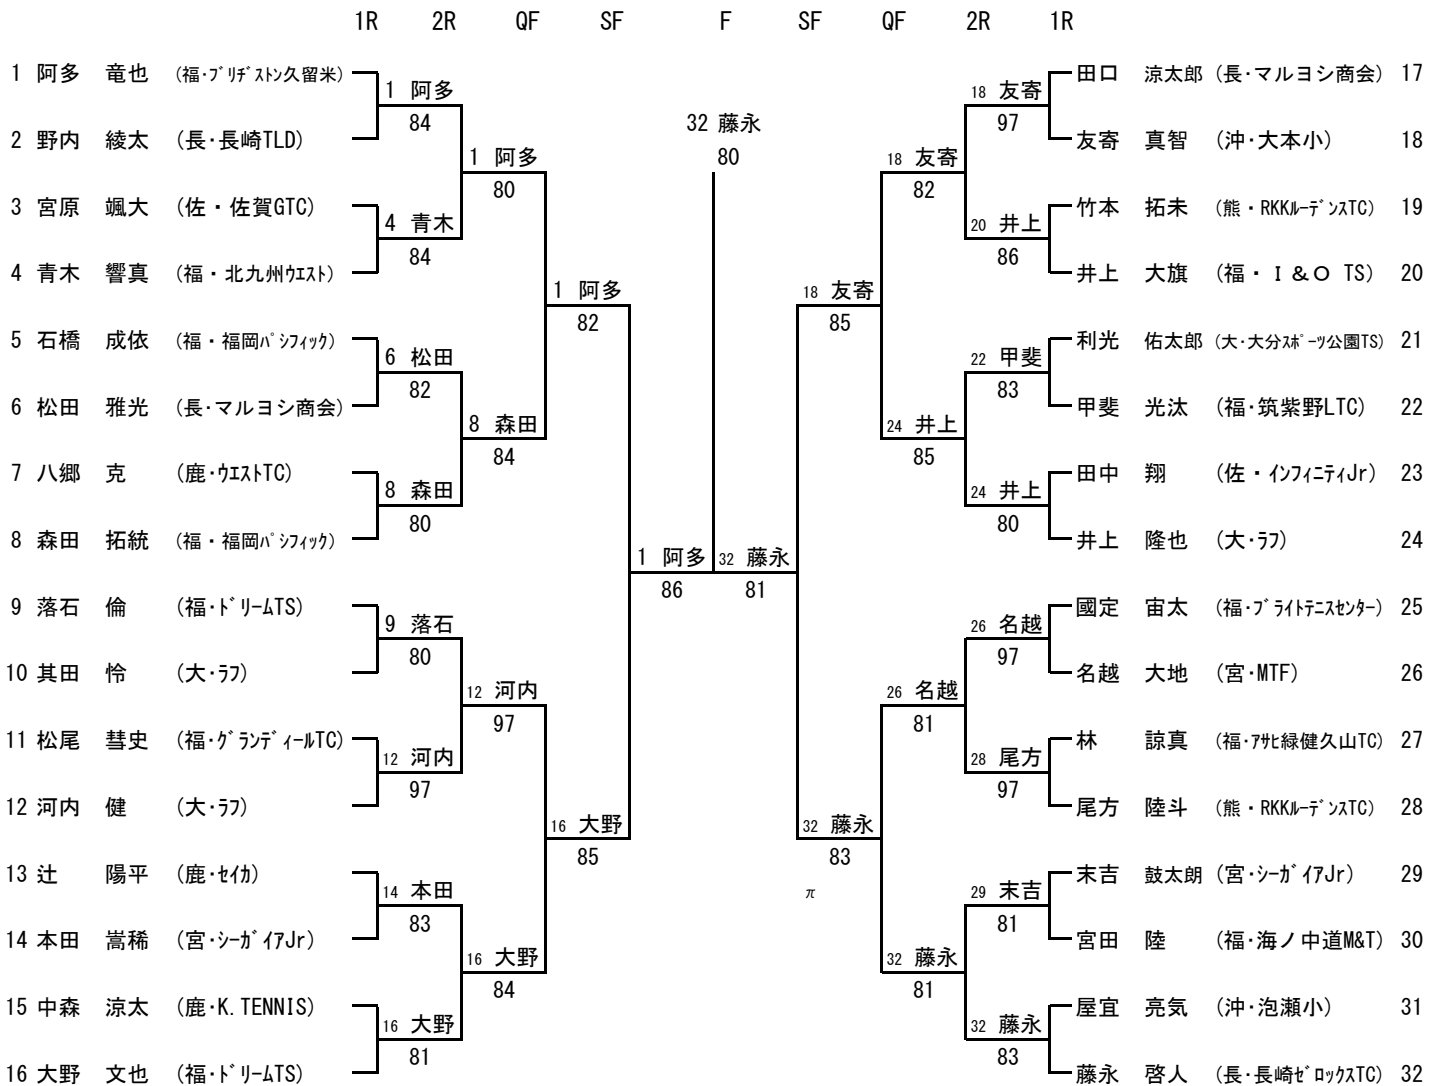 1R 2R QF SF F SF QF 2R 1R
1 阿多 竜也 (福・ﾌﾞﾘﾁﾞｽﾄﾝ久留米)
1 阿多
84
2 野内 綾太 (長・長崎TLD)
1 阿多
80
3 宮原 颯大 (佐・佐賀GTC)
4 青木
84
4 青木 響真 (福・北九州ｳｴｽﾄ)
1 阿多
82
5 石橋 成依 (福・福岡ﾊﾟｼﾌｨｯｸ)
6 松田
82
6 松田 雅光 (長・マルヨシ商会)
8 森田
84
7 八郷 克 (鹿・ｳｴｽﾄTC)
8 森田
80
8 森田 拓統 (福・福岡ﾊﾟｼﾌｨｯｸ)
1 阿多
86
9 落石 倫 (福・ﾄﾞﾘｰﾑTS)
9 落石
80
10 其田 怜 (大・ﾗﾌ)
12 河内
97
11 松尾 彗史 (福・ｸﾞﾗﾝﾃﾞｨｰﾙTC)
12 河内
97
12 河内 健 (大・ﾗﾌ)
16 大野
85
13 辻 陽平 (鹿・ｾｲｶ)
14 本田
83
14 本田 嵩稀 (宮・ｼｰｶﾞｲｱJr)
16 大野
84
15 中森 涼太 (鹿・K.TENNIS)
16 大野
81
16 大野 文也 (福・ﾄﾞﾘｰﾑTS)
32 藤永
80
田口 涼太郎 (長・マルヨシ商会) 17
18 友寄
97
友寄 真智 (沖・大本小) 18
18 友寄
82
竹本 拓未 (熊・RKKﾙｰﾃﾞﾝｽTC) 19
20 井上
86
井上 大旗 (福・Ｉ＆Ｏ TS) 20
18 友寄
85
利光 佑太郎 (大・大分ｽﾎﾟｰﾂ公園TS) 21
22 甲斐
83
甲斐 光汰 (福・筑紫野LTC) 22
24 井上
85
田中 翔 (佐・ｲﾝﾌｨﾆﾃｨJr) 23
24 井上
80
井上 隆也 (大・ﾗﾌ) 24
32 藤永
81
國定 宙太 (福・ﾌﾞﾗｲﾄﾃﾆｽｾﾝﾀｰ) 25
26 名越
97
名越 大地 (宮・MTF) 26
26 名越
81
林 諒真 (福・ｱｻﾋ緑健久山TC) 27
28 尾方
97
尾方 陸斗 (熊・RKKﾙｰﾃﾞﾝｽTC) 28
32 藤永
83
π
末吉 鼓太朗 (宮・ｼｰｶﾞｲｱJr) 29
29 末吉
81
宮田 陸 (福・海ノ中道M&T) 30
32 藤永
81
屋宜 亮気 (沖・泡瀬小) 31
32 藤永
83
藤永 啓人 (長・長崎ｾﾞﾛｯｸｽTC) 32